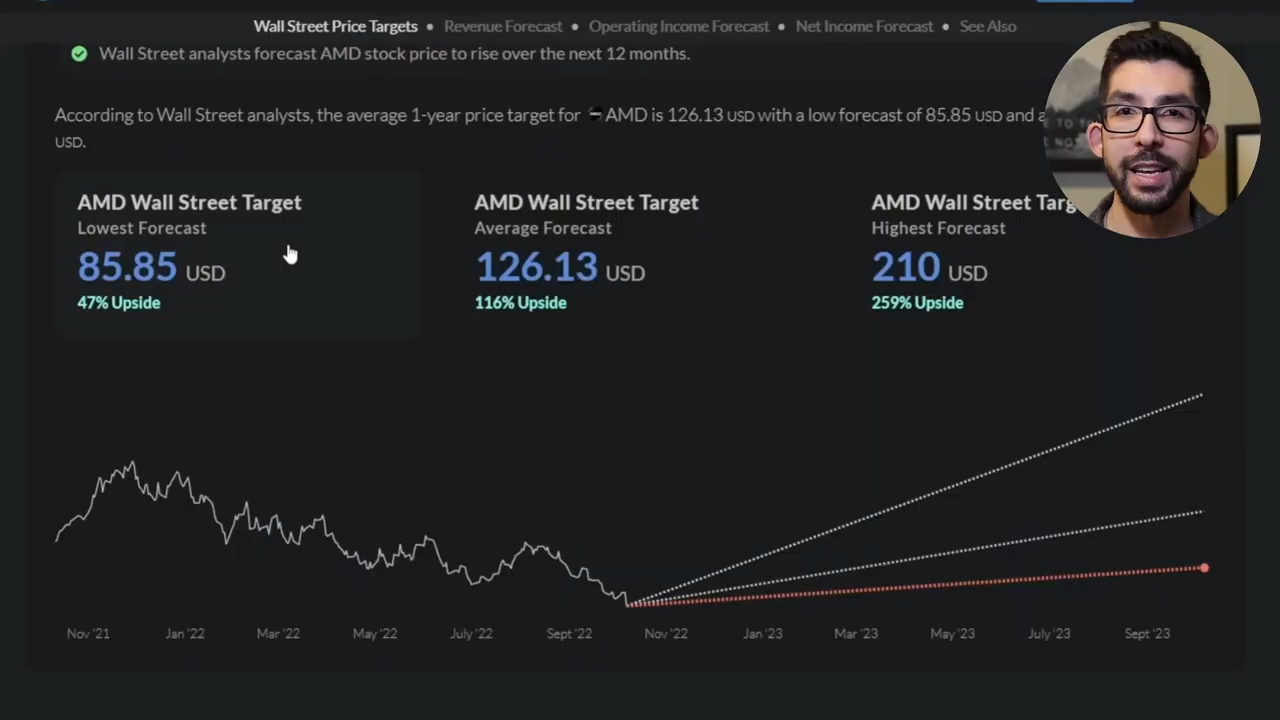 Wall Street Price Targets • Revenue Forecast • Operating Income Forecast • Net Income Forecast • See Also
Wall Street analysts forecast AMD stock price to rise over the next 12 months.
According to Wall Street analysts, the average 1-year price target for AMD is 126.13 USD with a low forecast of 85.85 USD and a
USD.
AMD Wall Street Target
Lowest Forecast
85.85 USD
47% Upside
AMD Wall Street Target
Average Forecast
126.13 USD
116% Upside
AMD Wall Street Targ
Highest Forecast
210 USD
259% Upside
Nov '21 Jan '22 Mar '22 May '22 July '22 Sept '22 Nov '22 Jan '23 Mar '23 May '23 July '23 Sept '23